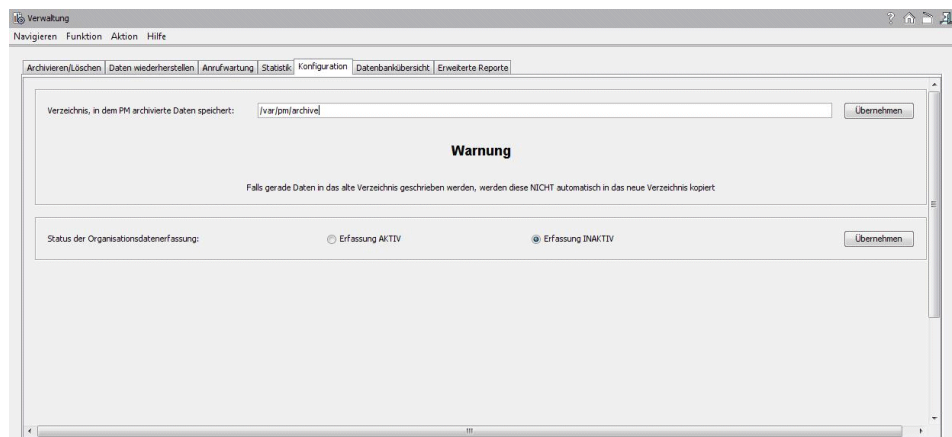 Verwaltung
Navigieren Funktion Aktion Hilfe
Archivieren/Löschen Daten wiederherstellen Anrufwartung Statistik Konfiguration Datenbankübersicht Erweiterte Reporte
Verzeichnis, in dem PM archivierte Daten speichert: /var/pm/archive Übernehmen
Warnung
Falls gerade Daten in das alte Verzeichnis geschrieben werden, werden diese NICHT automatisch in das neue Verzeichnis kopiert
Status der Organisationsdatenerfassung: Erfassung AKTIV Erfassung INAKTIV Übernehmen